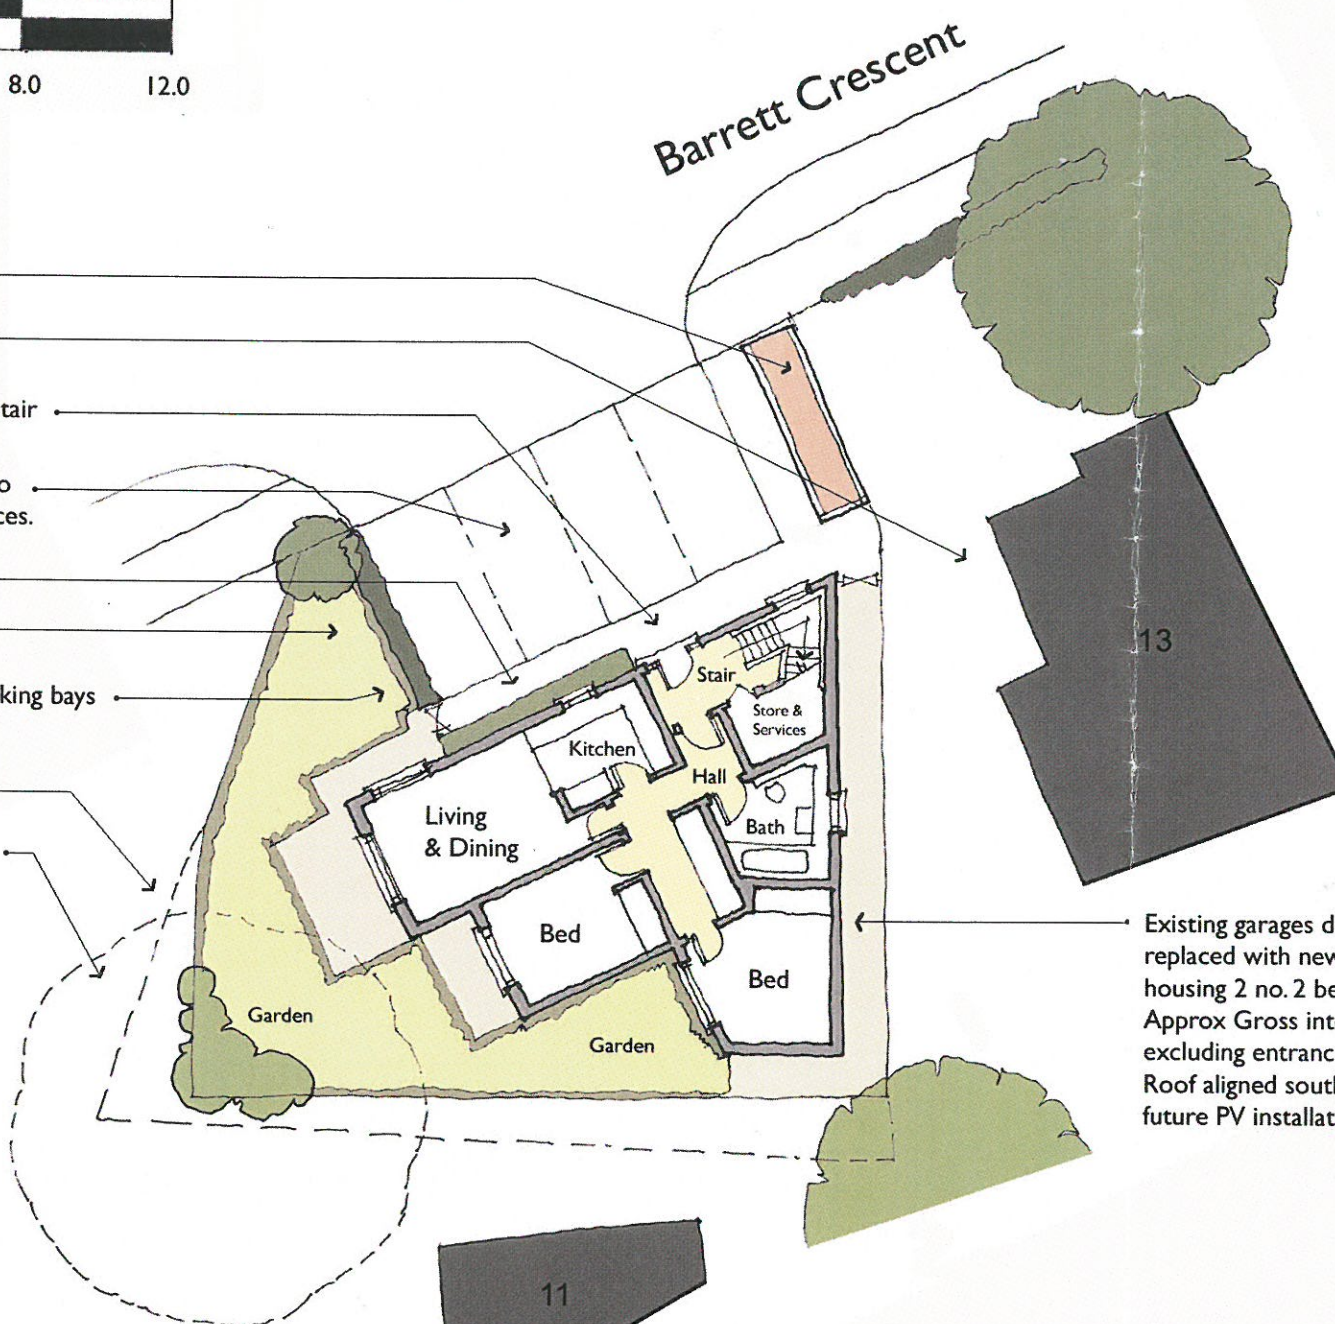 8.0 12.0
Barrett Crescent
tair
o
ces.
king bays
13
Stair
Store &
Services
Kitchen
Hall
Living
& Dining
Bath
Bed
Bed
Garden
Garden
Existing garages d
replaced with new
housing 2 no. 2 be
Approx Gross int
excluding entranc
Roof aligned south
future PV installat
11